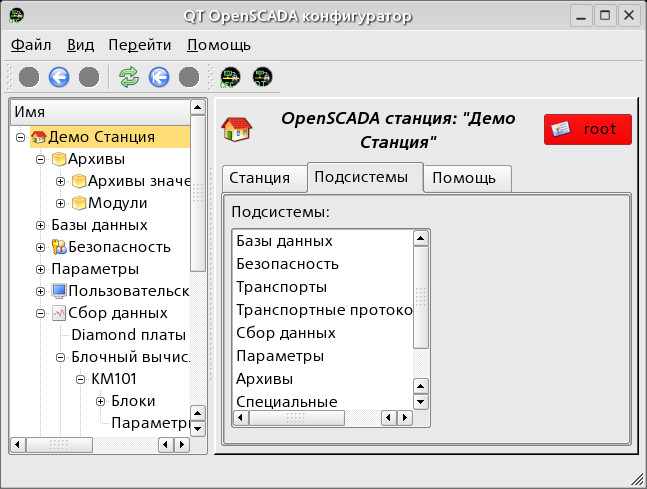 QT OpenSCADA конфигуратор
Файл Вид Перейти Помощь
Имя
Демо Станция
Архивы
Архивы значе
Модули
Базы данных
Безопасность
Параметры
Пользовательск
Сбор данных
Diamond платы
Блочный вычис
КМ101
Блоки
Параметры
OpenSCADA станция: "Демо
Станция"
root
Станция Подсистемы Помощь
Подсистемы:
Базы данных
Безопасность
Транспорты
Транспортные протоко
Сбор данных
Параметры
Архивы
Специальные